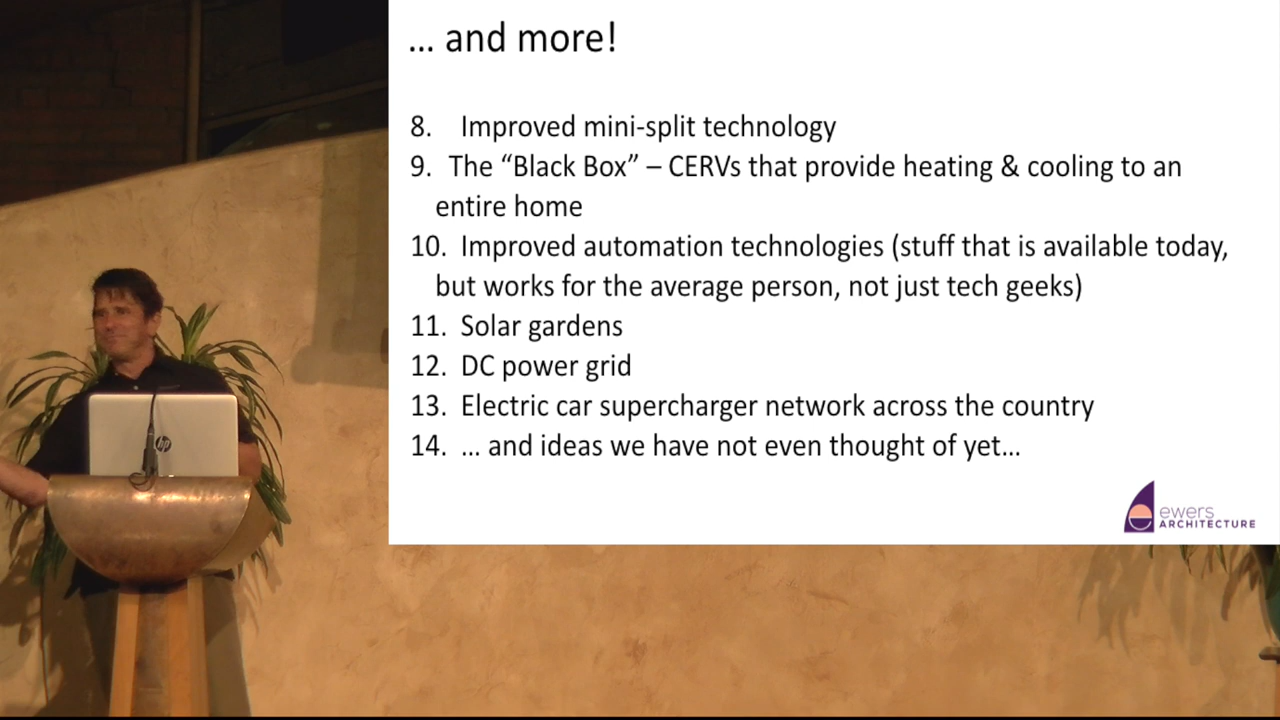 ... and more!
8. Improved mini-split technology
9. The “Black Box” – CERVs that provide heating & cooling to an
entire home
10. Improved automation technologies (stuff that is available today,
but works for the average person, not just tech geeks)
11. Solar gardens
12. DC power grid
13. Electric car supercharger network across the country
14. ... and ideas we have not even thought of yet...
hp
ewers
ARCHITECTURE